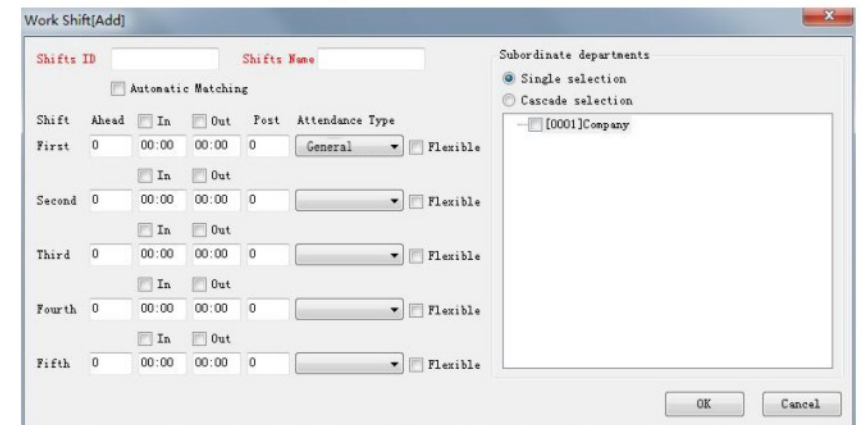 Work Shift[Add]
Shifts ID Shifts Name
Automatic Matching
Shift Ahead In Out Post Attendance Type
First 0 00:00 00:00 0 General Flexible
In Out
Second 0 00:00 00:00 0 Flexible
In Out
Third 0 00:00 00:00 0 Flexible
In Out
Fourth 0 00:00 00:00 0 Flexible
In Out
Fifth 0 00:00 00:00 0 Flexible
Subordinate departments
Single selection
Cascade selection
[0001]Company
OK Cancel